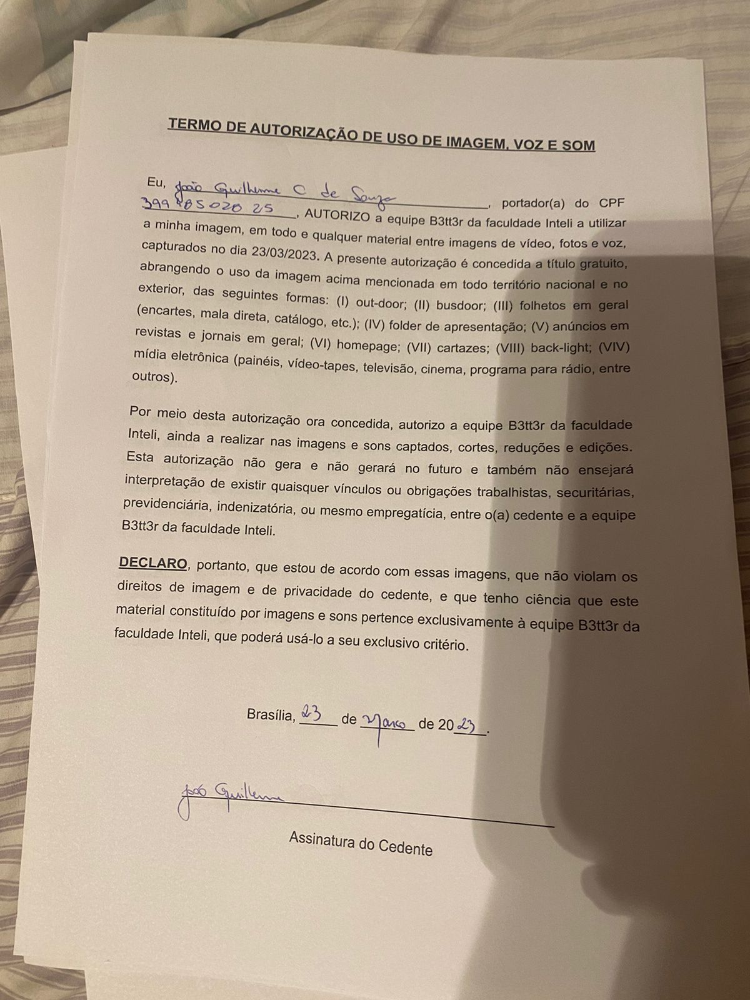 TERMO DE AUTORIZAÇÃO DE USO DE IMAGEM, VOZ E SOM
Eu, João Guilherme C de Souza, portador(a) do CPF
399 485 020 25, AUTORIZO a equipe B3tt3r da faculdade Inteli a utilizar
a minha imagem, em todo e qualquer material entre imagens de vídeo, fotos e voz,
capturados no dia 23/03/2023. A presente autorização é concedida a título gratuito,
abrangendo o uso da imagem acima mencionada em todo território nacional e no
exterior, das seguintes formas: (I) out-door; (II) busdoor; (III) folhetos em geral
(encartes, mala direta, catálogo, etc.); (IV) folder de apresentação; (V) anúncios em
revistas e jornais em geral; (VI) homepage; (VII) cartazes; (VIII) back-light; (VIV)
mídia eletrônica (painéis, vídeo-tapes, televisão, cinema, programa para rádio, entre
outros).
Por meio desta autorização ora concedida, autorizo a equipe B3tt3r da faculdade
Inteli, ainda a realizar nas imagens e sons captados, cortes, reduções e edições.
Esta autorização não gera e não gerará no futuro e também não ensejará
interpretação de existir quaisquer vínculos ou obrigações trabalhistas, securitárias,
previdenciária, indenizatória, ou mesmo empregatícia, entre o(a) cedente e a equipe
B3tt3r da faculdade Inteli.
DECLARO, portanto, que estou de acordo com essas imagens, que não violam os
direitos de imagem e de privacidade do cedente, e que tenho ciência que este
material constituído por imagens e sons pertence exclusivamente à equipe B3tt3r da
faculdade Inteli, que poderá usá-lo a seu exclusivo critério.
Brasília, 23 de Março de 2023.
João Guilherme
Assinatura do Cedente